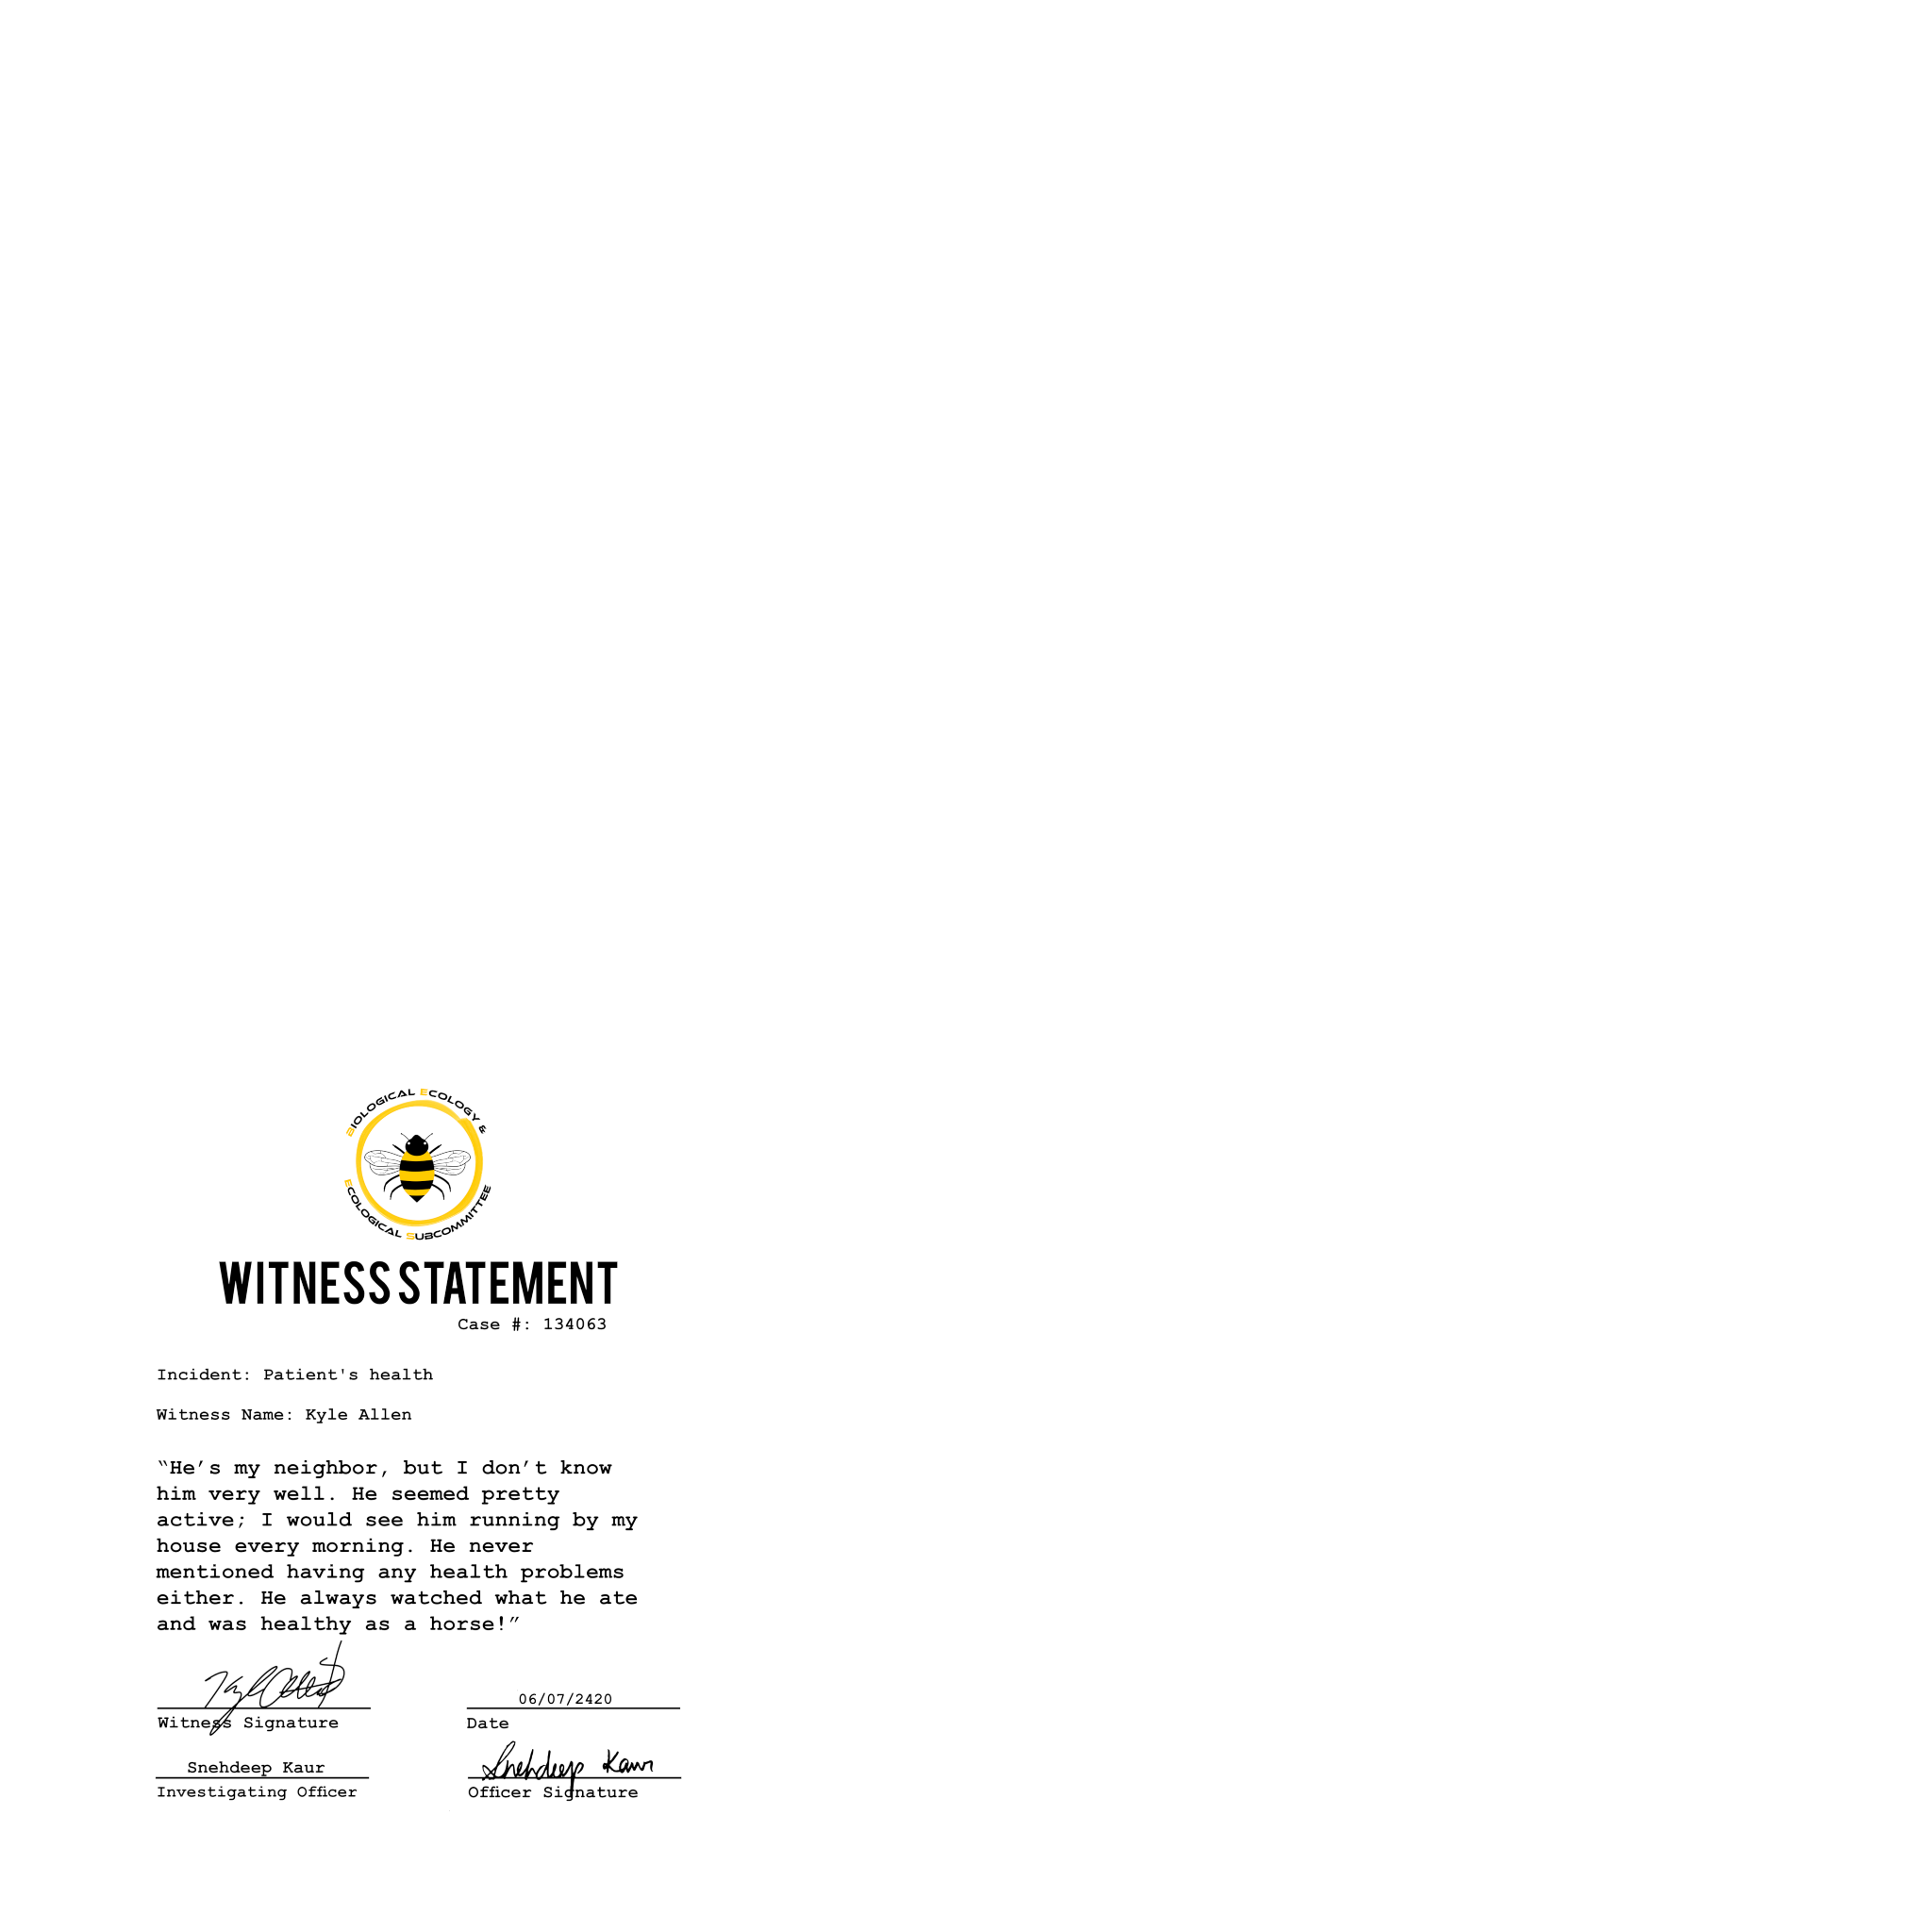 BIOLOGICAL ECOLOGY &
ECOLOGICAL SUBCOMMITTEE
WITNESS STATEMENT
Case #: 134063
Incident: Patient's health
Witness Name: Kyle Allen
“He’s my neighbor, but I don’t know
him very well. He seemed pretty
active; I would see him running by my
house every morning. He never
mentioned having any health problems
either. He always watched what he ate
and was healthy as a horse!”
06/07/2420
Witness Signature Date
Snehdeep Kaur Snehdeep Kaur
Investigating Officer Officer Signature